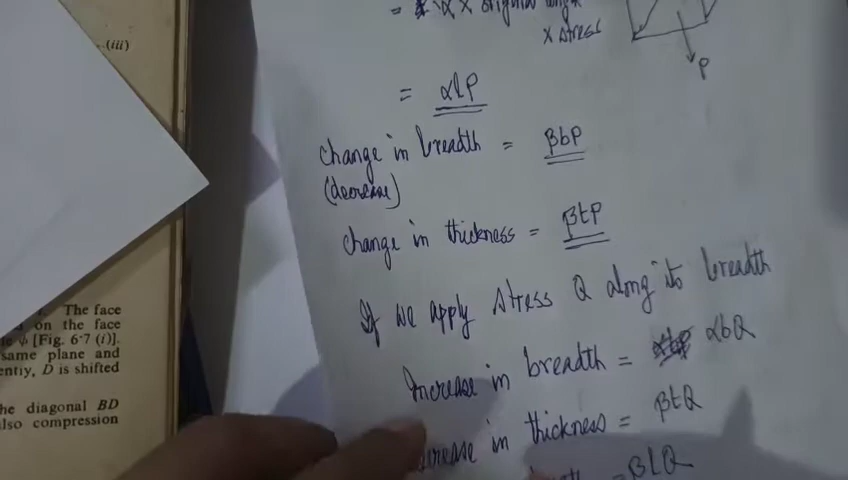 (iii)
The face
on the face
ψ [Fig. 6·7 (i)].
same plane and
D is shifted
he diagonal BD
lso compression
= α × original
× stress
P
= αlP
change in breadth = βbP
(decrease)
change in thickness = βtP
If we apply stress Q along its breadth
Increase in breadth = αbQ
in thickness = βtQ
= βlQ